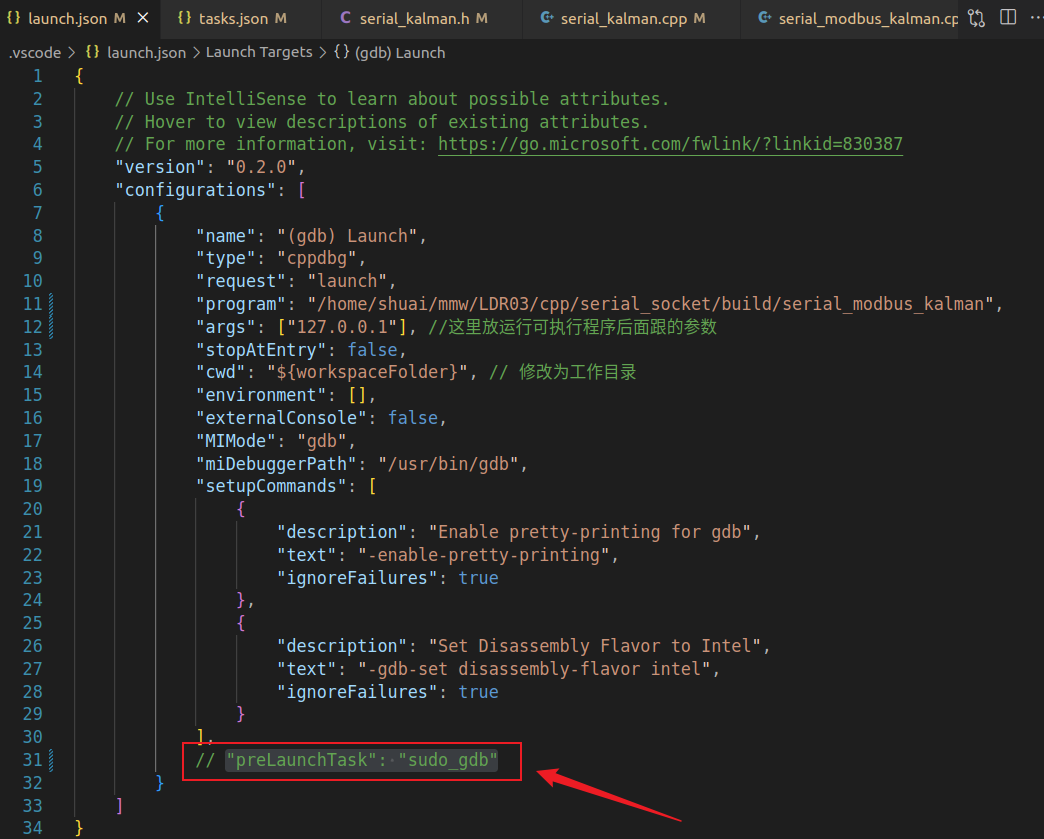 launch.json M
tasks.json M
serial_kalman.h M
serial_kalman.cpp M
serial_modbus_kalman.cp
.vscode > {} launch.json > Launch Targets > {} (gdb) Launch
1 {
2 // Use IntelliSense to learn about possible attributes.
3 // Hover to view descriptions of existing attributes.
4 // For more information, visit: https://go.microsoft.com/fwlink/?linkid=830387
5 "version": "0.2.0",
6 "configurations": [
7 {
8 "name": "(gdb) Launch",
9 "type": "cppdbg",
10 "request": "launch",
11 "program": "/home/shuai/mmw/LDR03/cpp/serial_socket/build/serial_modbus_kalman",
12 "args": ["127.0.0.1"], //这里放运行可执行程序后面跟的参数
13 "stopAtEntry": false,
14 "cwd": "${workspaceFolder}", // 修改为工作目录
15 "environment": [],
16 "externalConsole": false,
17 "MIMode": "gdb",
18 "miDebuggerPath": "/usr/bin/gdb",
19 "setupCommands": [
20 {
21 "description": "Enable pretty-printing for gdb",
22 "text": "-enable-pretty-printing",
23 "ignoreFailures": true
24 },
25 {
26 "description": "Set Disassembly Flavor to Intel",
27 "text": "-gdb-set disassembly-flavor intel",
28 "ignoreFailures": true
29 }
30 ],
31 // "preLaunchTask": "sudo_gdb"
32 }
33 ]
34 }